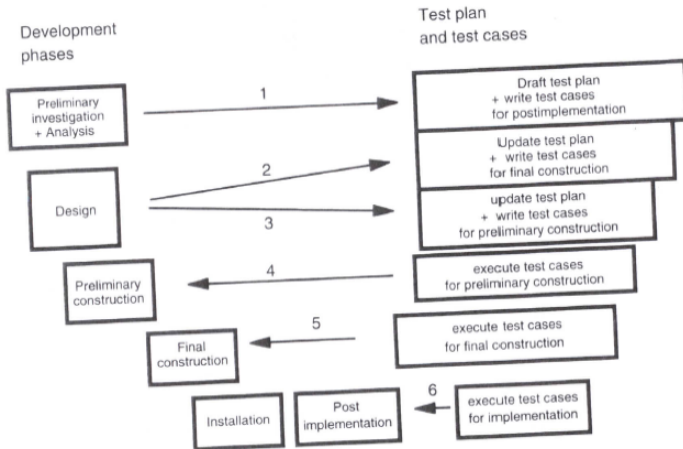 Development
phases
Test plan
and test cases
Preliminary
investigation
+ Analysis
1
Draft test plan
+ write test cases
for postimplementation
2
Update test plan
+ write test cases
for final construction
Design
3
update test plan
+ write test cases
for preliminary construction
Preliminary
construction
4
execute test cases
for preliminary construction
Final
construction
5
execute test cases
for final construction
Installation
Post
implementation
6
execute test cases
for implementation